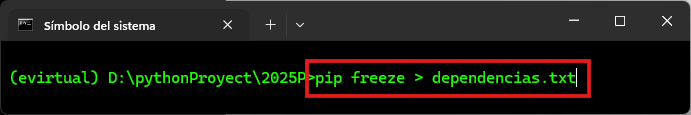 Símbolo del sistema
(evirtual) D:\pythonProyect\2025P>pip freeze > dependencias.txt